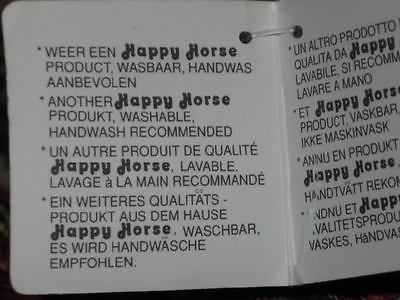 * WEER EEN Happy Horse
PRODUCT, WASBAAR, HANDWAS
AANBEVOLEN
* ANOTHER Happy Horse
PRODUKT, WASHABLE,
HANDWASH RECOMMENDED
* UN AUTRE PRODUIT DE QUALITÉ
Happy Horse, LAVABLE.
LAVAGE à LA MAIN RECOMMANDÉ
* EIN WEITERES QUALITÄTS -
PRODUKT AUS DEM HAUSE
Happy Horse, WASCHBAR,
ES WIRD HANDWÄSCHE
EMPFOHLEN.
* UN ALTRO PRODOTTO
QUALITA DA Happy
LAVABILE, SI RECOMM
LAVARE A MANO
* ET Happy Horse
PRODUCT, VASKBAR,
IKKE MASKINVASK
* ANNU EN PRODUKT
Happy Horse,
HANDTVÄTT REKOM
* ANDNU ET Happy
VALITETSPRODU
VASKES, HåNDVAS